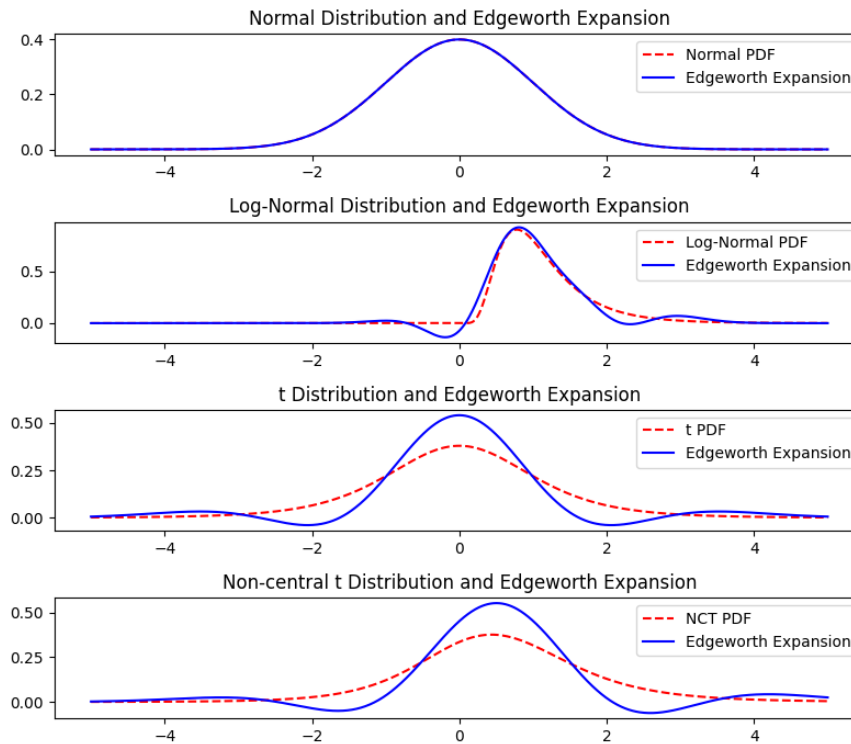 Normal Distribution and Edgeworth Expansion
0.4
0.2
0.0
Normal PDF
Edgeworth Expansion
−4 −2 0 2 4
Log-Normal Distribution and Edgeworth Expansion
0.5
0.0
Log-Normal PDF
Edgeworth Expansion
−4 −2 0 2 4
t Distribution and Edgeworth Expansion
0.50
0.25
0.00
t PDF
Edgeworth Expansion
−4 −2 0 2 4
Non-central t Distribution and Edgeworth Expansion
0.50
0.25
0.00
NCT PDF
Edgeworth Expansion
−4 −2 0 2 4